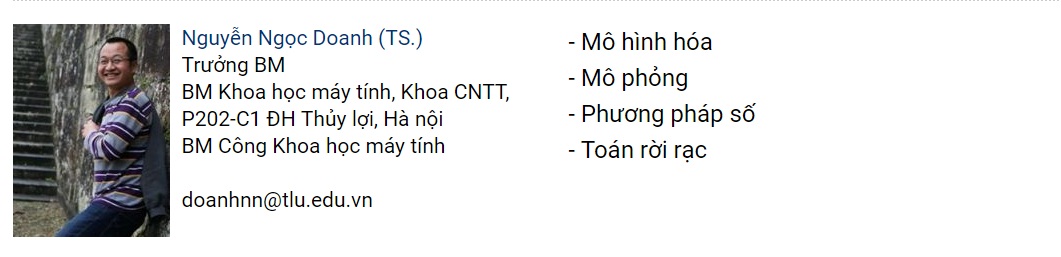 Nguyễn Ngọc Doanh (TS.)
Trưởng BM
BM Khoa học máy tính, Khoa CNTT,
P202-C1 ĐH Thủy lợi, Hà nội
BM Công Khoa học máy tính
doanhnn@tlu.edu.vn
- Mô hình hóa
- Mô phỏng
- Phương pháp số
- Toán rời rạc